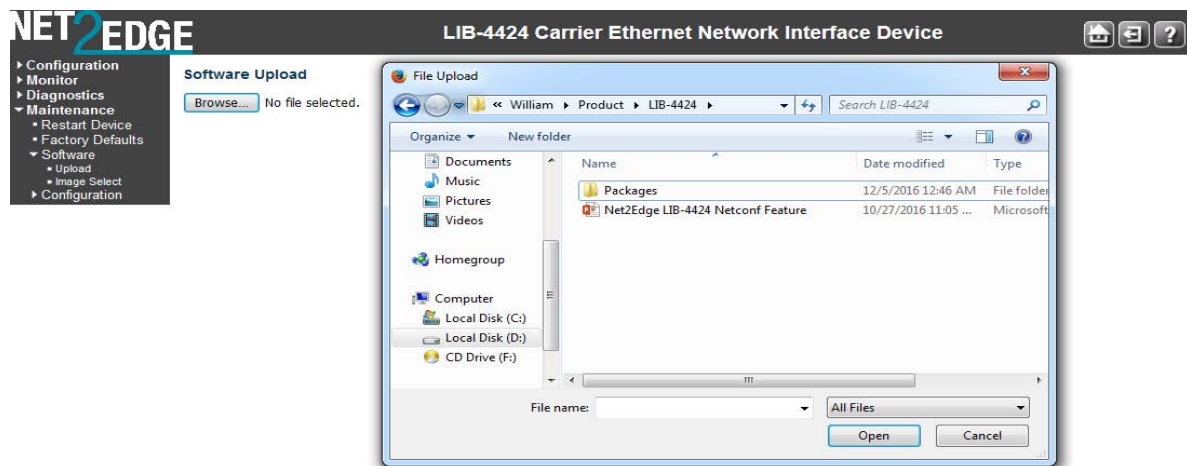 NET2EDGE
LIB-4424 Carrier Ethernet Network Interface Device
Configuration
Monitor
Diagnostics
Maintenance
Restart Device
Factory Defaults
Software
Upload
Image Select
Configuration
Software Upload
Browse... No file selected.
File Upload
« William Product LIB-4424
Search LIB-4424
Organize New folder
Documents
Music
Pictures
Videos
Homegroup
Computer
Local Disk (C:)
Local Disk (D:)
CD Drive (F:)
Name Date modified Type
Packages 12/5/2016 12:46 AM File folder
Net2Edge LIB-4424 Netconf Feature 10/27/2016 11:05 ... Microsoft
File name: All Files
Open Cancel